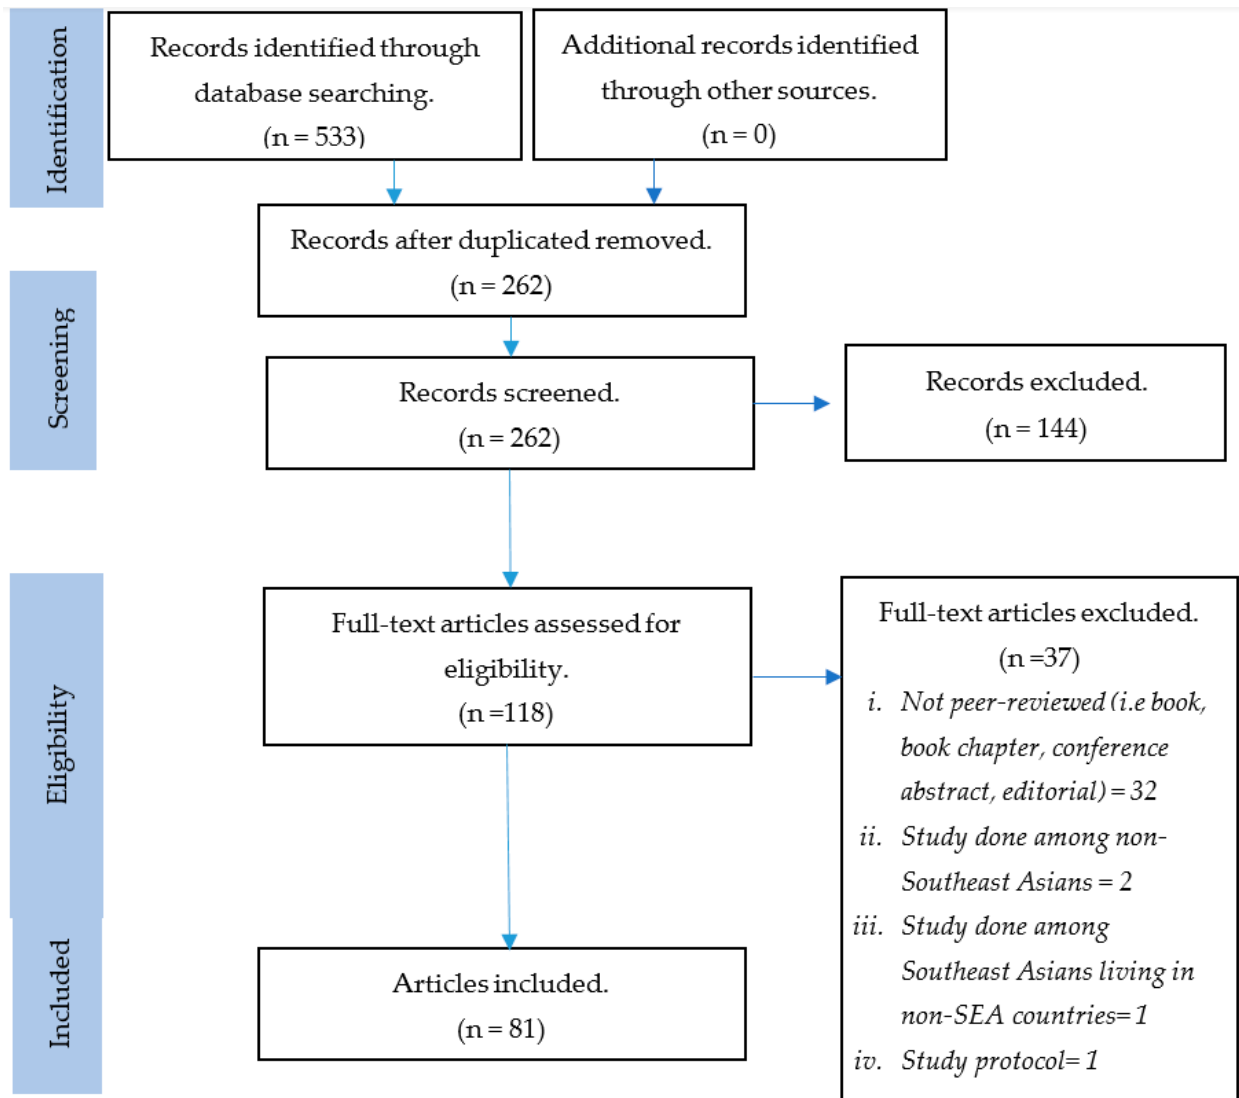 Identification
Records identified through
database searching.
(n = 533)
Additional records identified
through other sources.
(n = 0)
Records after duplicated removed.
(n = 262)
Screening
Records screened.
(n = 262)
Records excluded.
(n = 144)
Eligibility
Full-text articles assessed for
eligibility.
(n =118)
Full-text articles excluded.
(n =37)
i. Not peer-reviewed (i.e book,
book chapter, conference
abstract, editorial) = 32
ii. Study done among non-
Southeast Asians = 2
iii. Study done among
Southeast Asians living in
non-SEA countries= 1
iv. Study protocol= 1
Included
Articles included.
(n = 81)